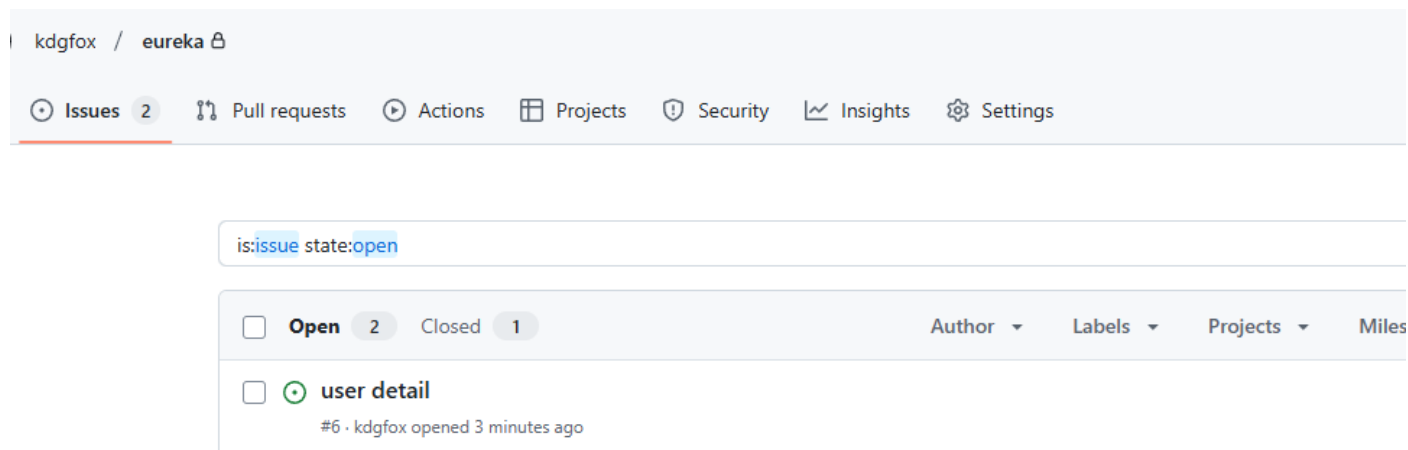 kdgfox / eureka
Issues 2 Pull requests Actions Projects Security Insights Settings
is:issue state:open
Open 2 Closed 1 Author Labels Projects Miles
user detail
#6 · kdgfox opened 3 minutes ago